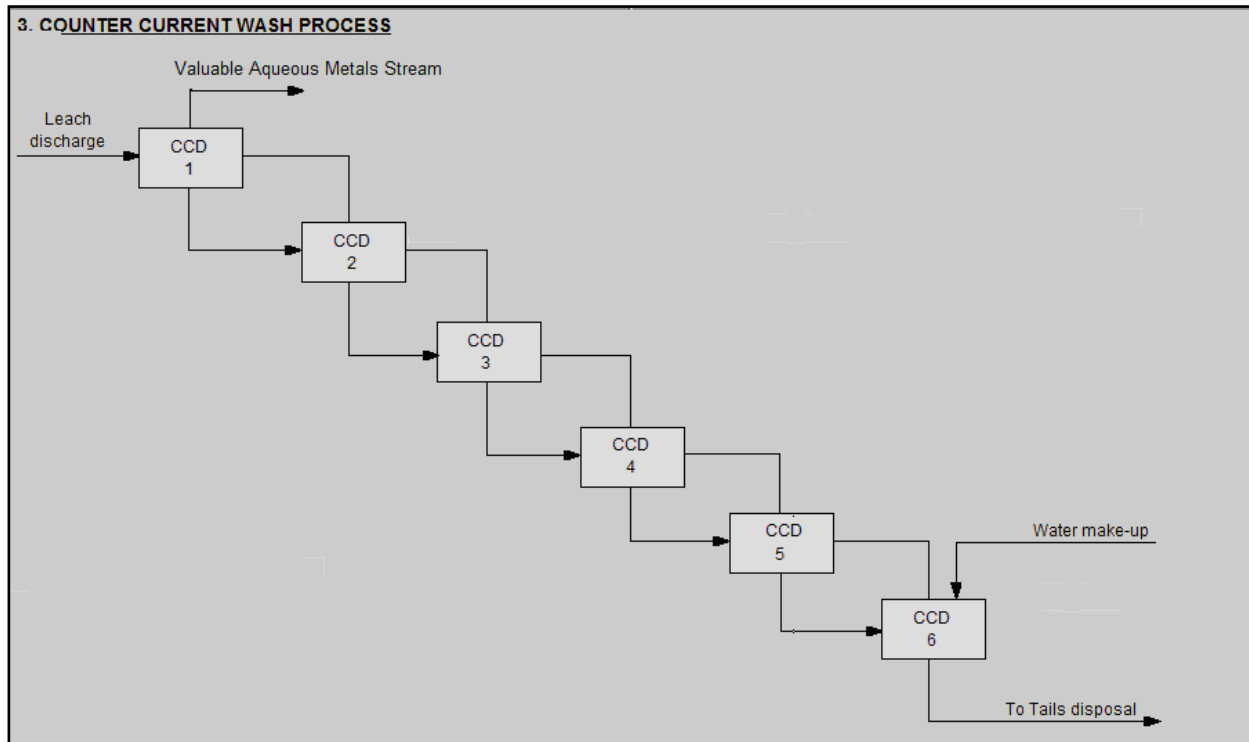 3. COUNTER CURRENT WASH PROCESS
Valuable Aqueous Metals Stream
Leach
discharge
CCD
1
CCD
2
CCD
3
CCD
4
CCD
5
Water make-up
CCD
6
To Tails disposal